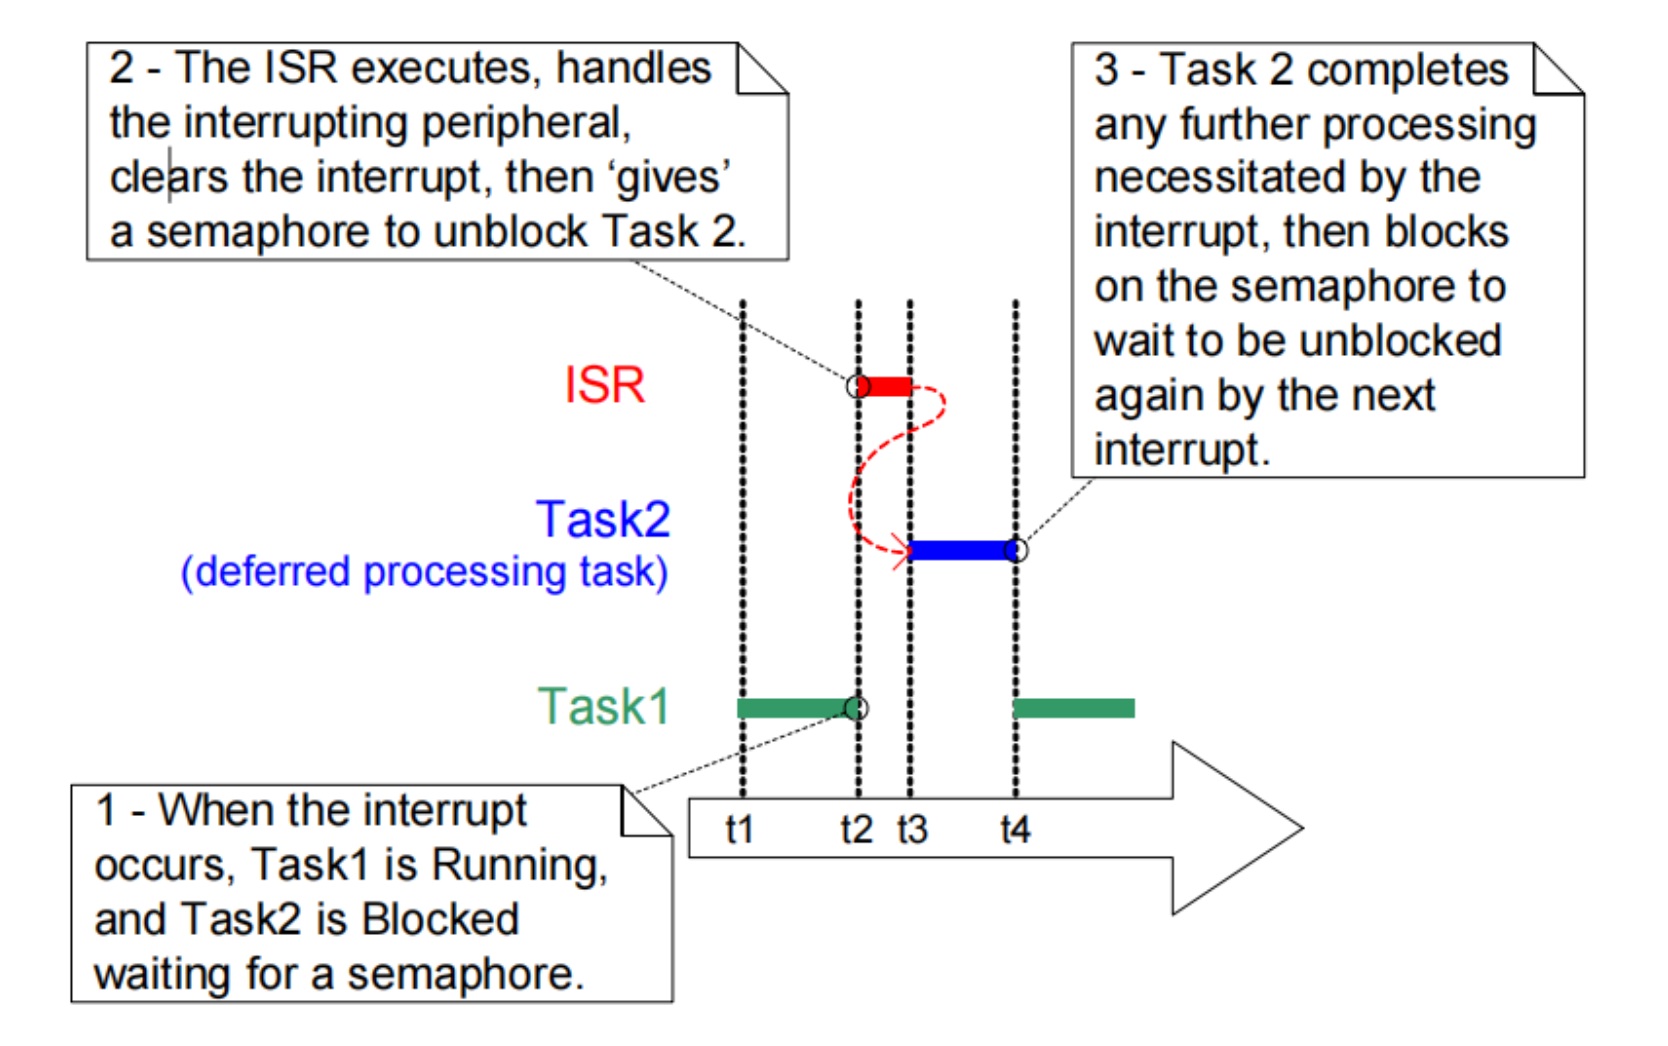 2 - The ISR executes, handles
the interrupting peripheral,
clears the interrupt, then ‘gives’
a semaphore to unblock Task 2.
3 - Task 2 completes
any further processing
necessitated by the
interrupt, then blocks
on the semaphore to
wait to be unblocked
again by the next
interrupt.
ISR
Task2
(deferred processing task)
Task1
1 - When the interrupt
occurs, Task1 is Running,
and Task2 is Blocked
waiting for a semaphore.
t1 t2 t3 t4